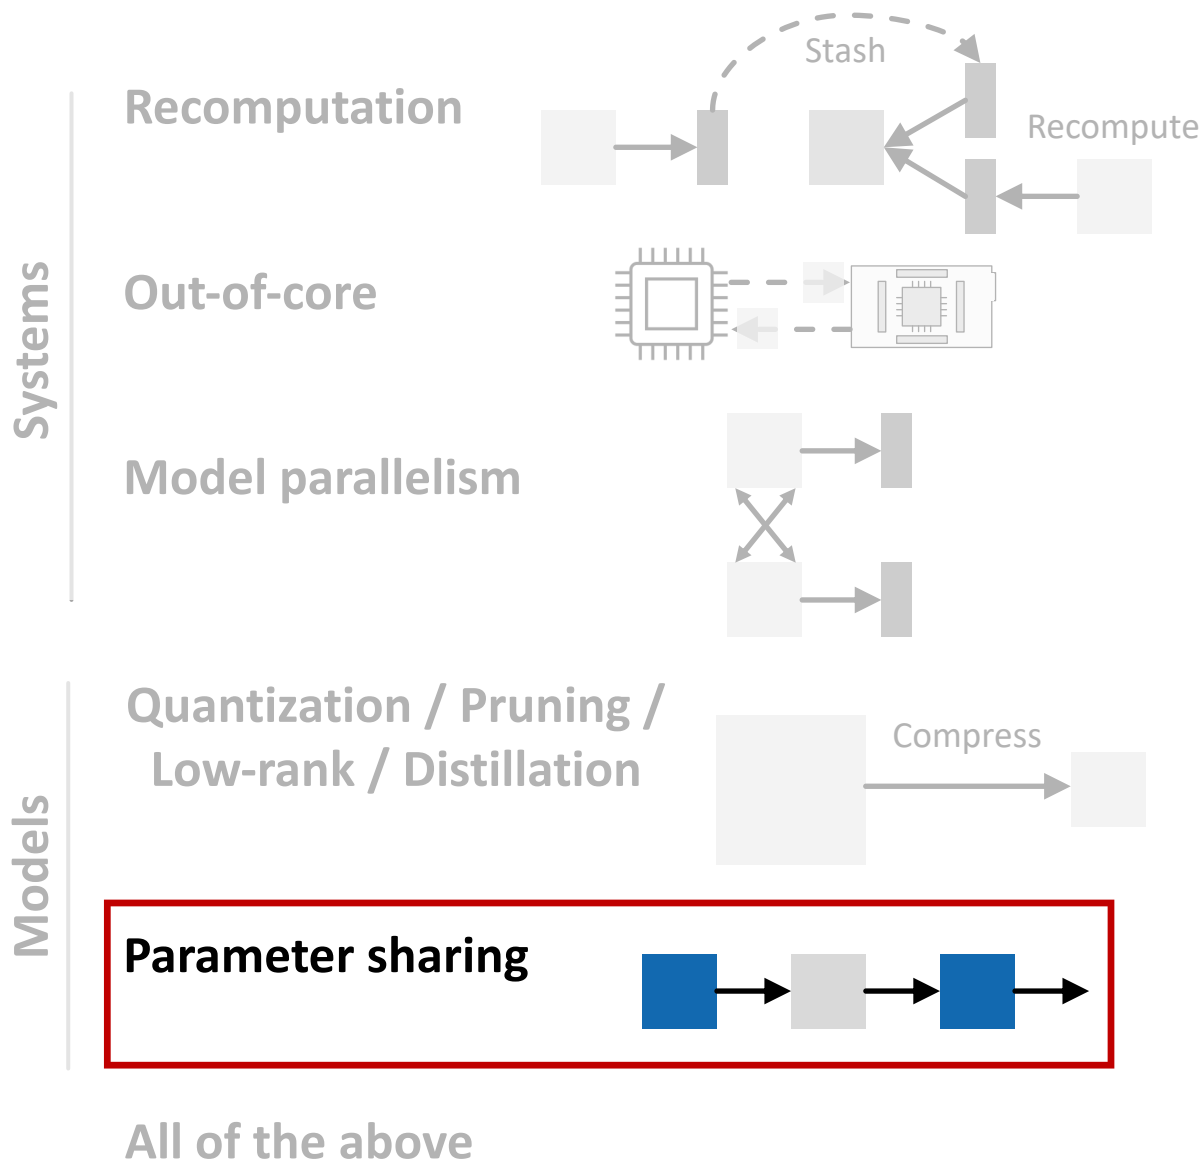 Stash
Recomputation
Recompute
Systems
Out-of-core
Model parallelism
Quantization / Pruning /
Low-rank / Distillation
Compress
Models
Parameter sharing
All of the above